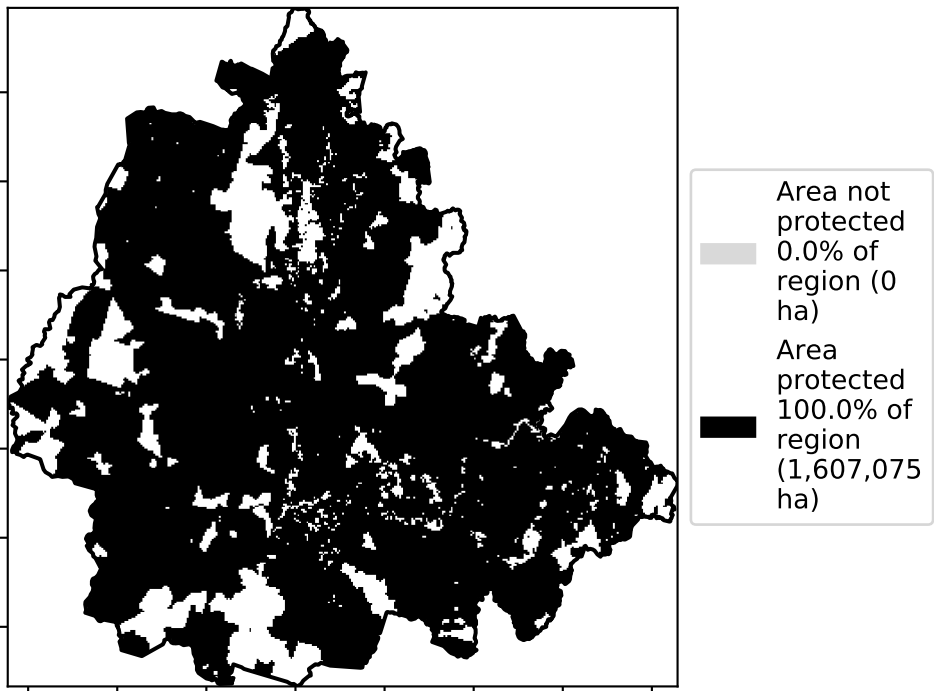 Area not
protected
0.0% of
region (0
ha)
Area
protected
100.0% of
region
(1,607,075
ha)